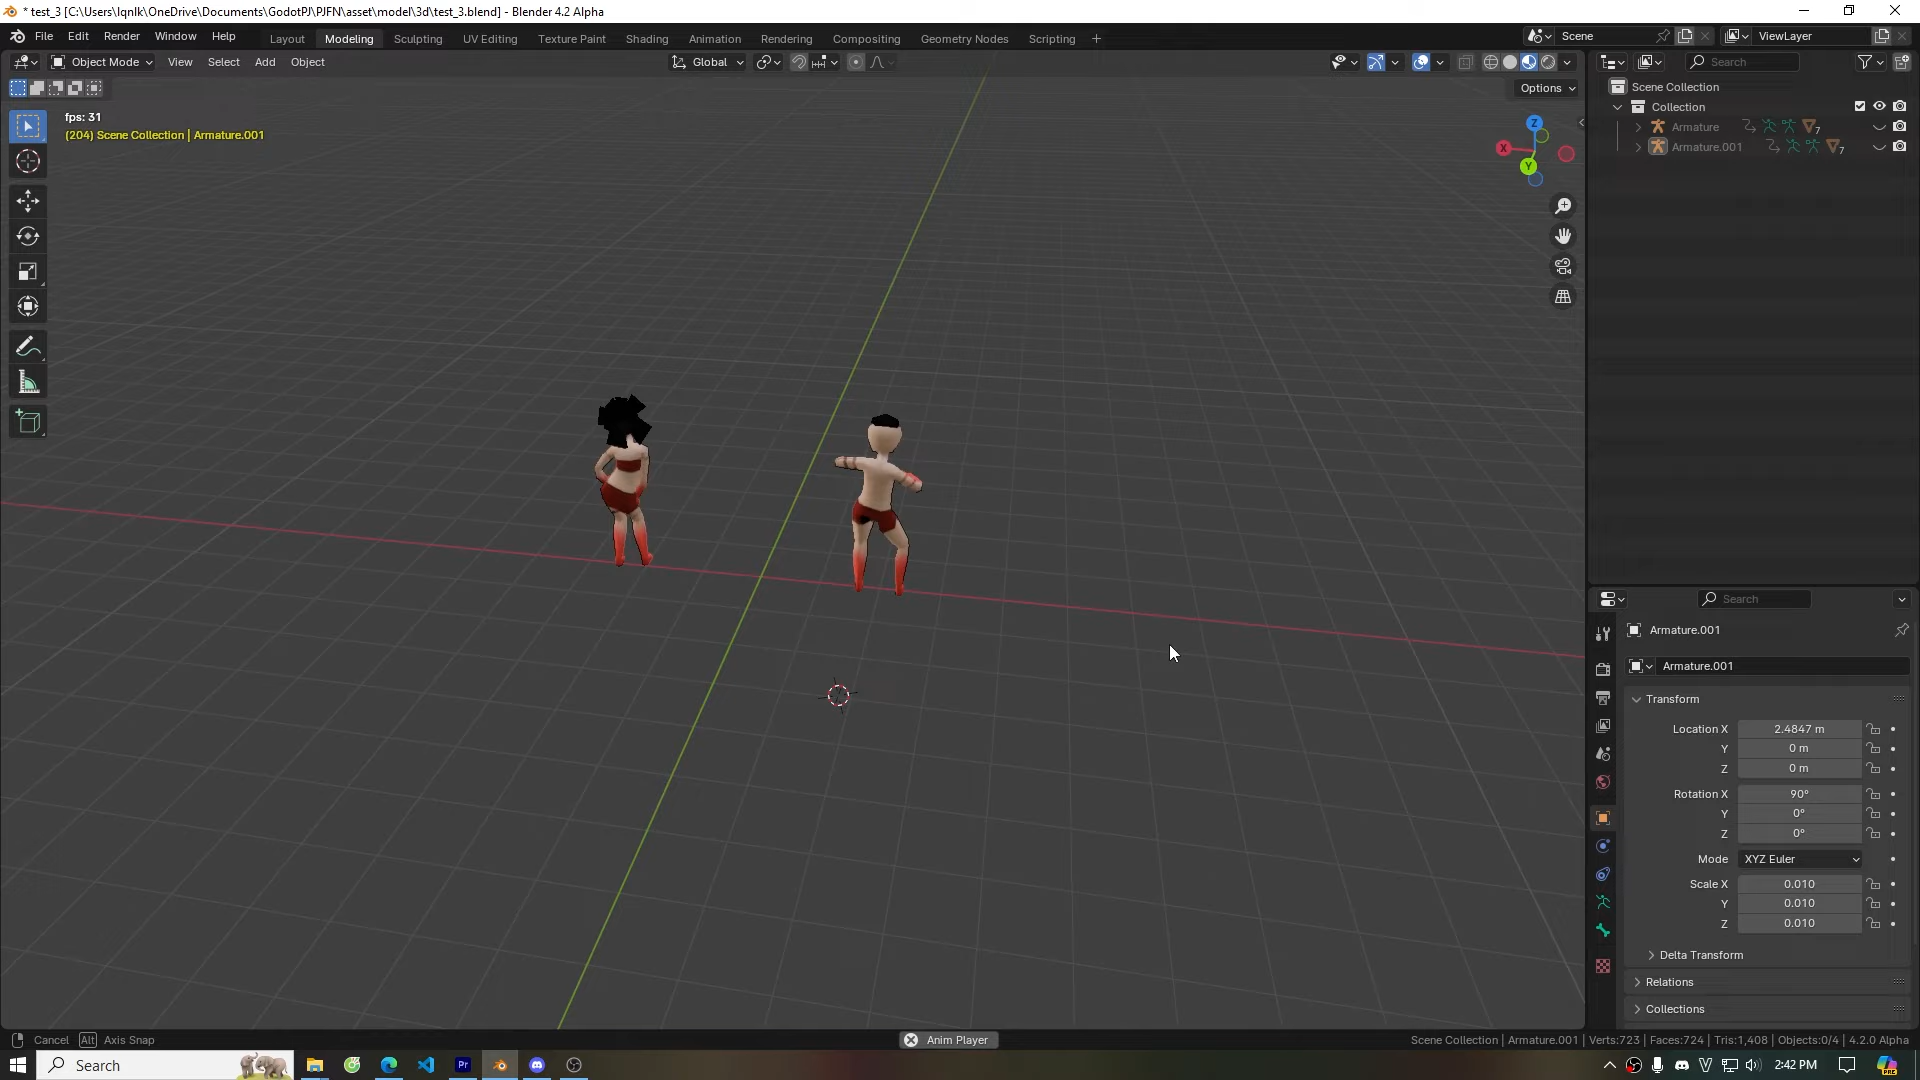 * test_3 [C:\Users\lqnlk\OneDrive\Documents\GodotPJ\PJFN\asset\model\3d\test_3.blend] - Blender 4.2 Alpha
File Edit Render Window Help Layout Modeling Sculpting UV Editing Texture Paint Shading Animation Rendering Compositing Geometry Nodes Scripting Scene ViewLayer
Object Mode View Select Add Object Global Search
Options
fps: 31
(204) Scene Collection | Armature.001
Z
X
Y
Scene Collection
Collection
Armature 7
Armature.001 7
Search
Armature.001
Armature.001
Transform
Location X 2.4847 m
Y 0 m
Z 0 m
Rotation X 90°
Y 0°
Z 0°
Mode XYZ Euler
Scale X 0.010
Y 0.010
Z 0.010
Delta Transform
Relations
Collections
Cancel Alt Axis Snap Anim Player Scene Collection | Armature.001 | Verts:723 | Faces:724 | Tris:1,408 | Objects:0/4 | 4.2.0 Alpha
Search Pr V 2:42 PM PRE